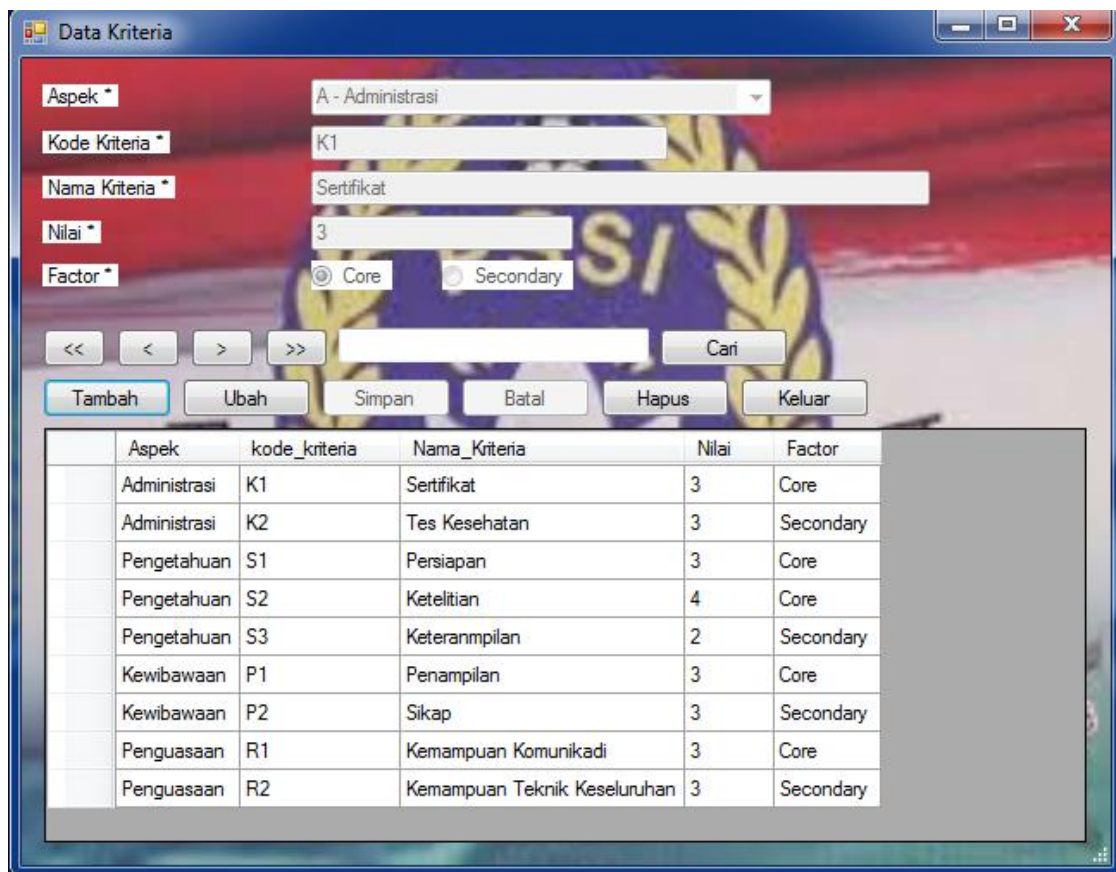 Data Kriteria
Aspek * A - Administrasi
Kode Kriteria * K1
Nama Kriteria * Sertifikat
Nilai * 3
Factor * Core Secondary
PSSI
<< < > >> Cari
Tambah Ubah Simpan Batal Hapus Keluar
Aspek kode_kriteria Nama_Kriteria Nilai Factor
Administrasi K1 Sertifikat 3 Core
Administrasi K2 Tes Kesehatan 3 Secondary
Pengetahuan S1 Persiapan 3 Core
Pengetahuan S2 Ketelitian 4 Core
Pengetahuan S3 Keteranmpilan 2 Secondary
Kewibawaan P1 Penampilan 3 Core
Kewibawaan P2 Sikap 3 Secondary
Penguasaan R1 Kemampuan Komunikadi 3 Core
Penguasaan R2 Kemampuan Teknik Keseluruhan 3 Secondary